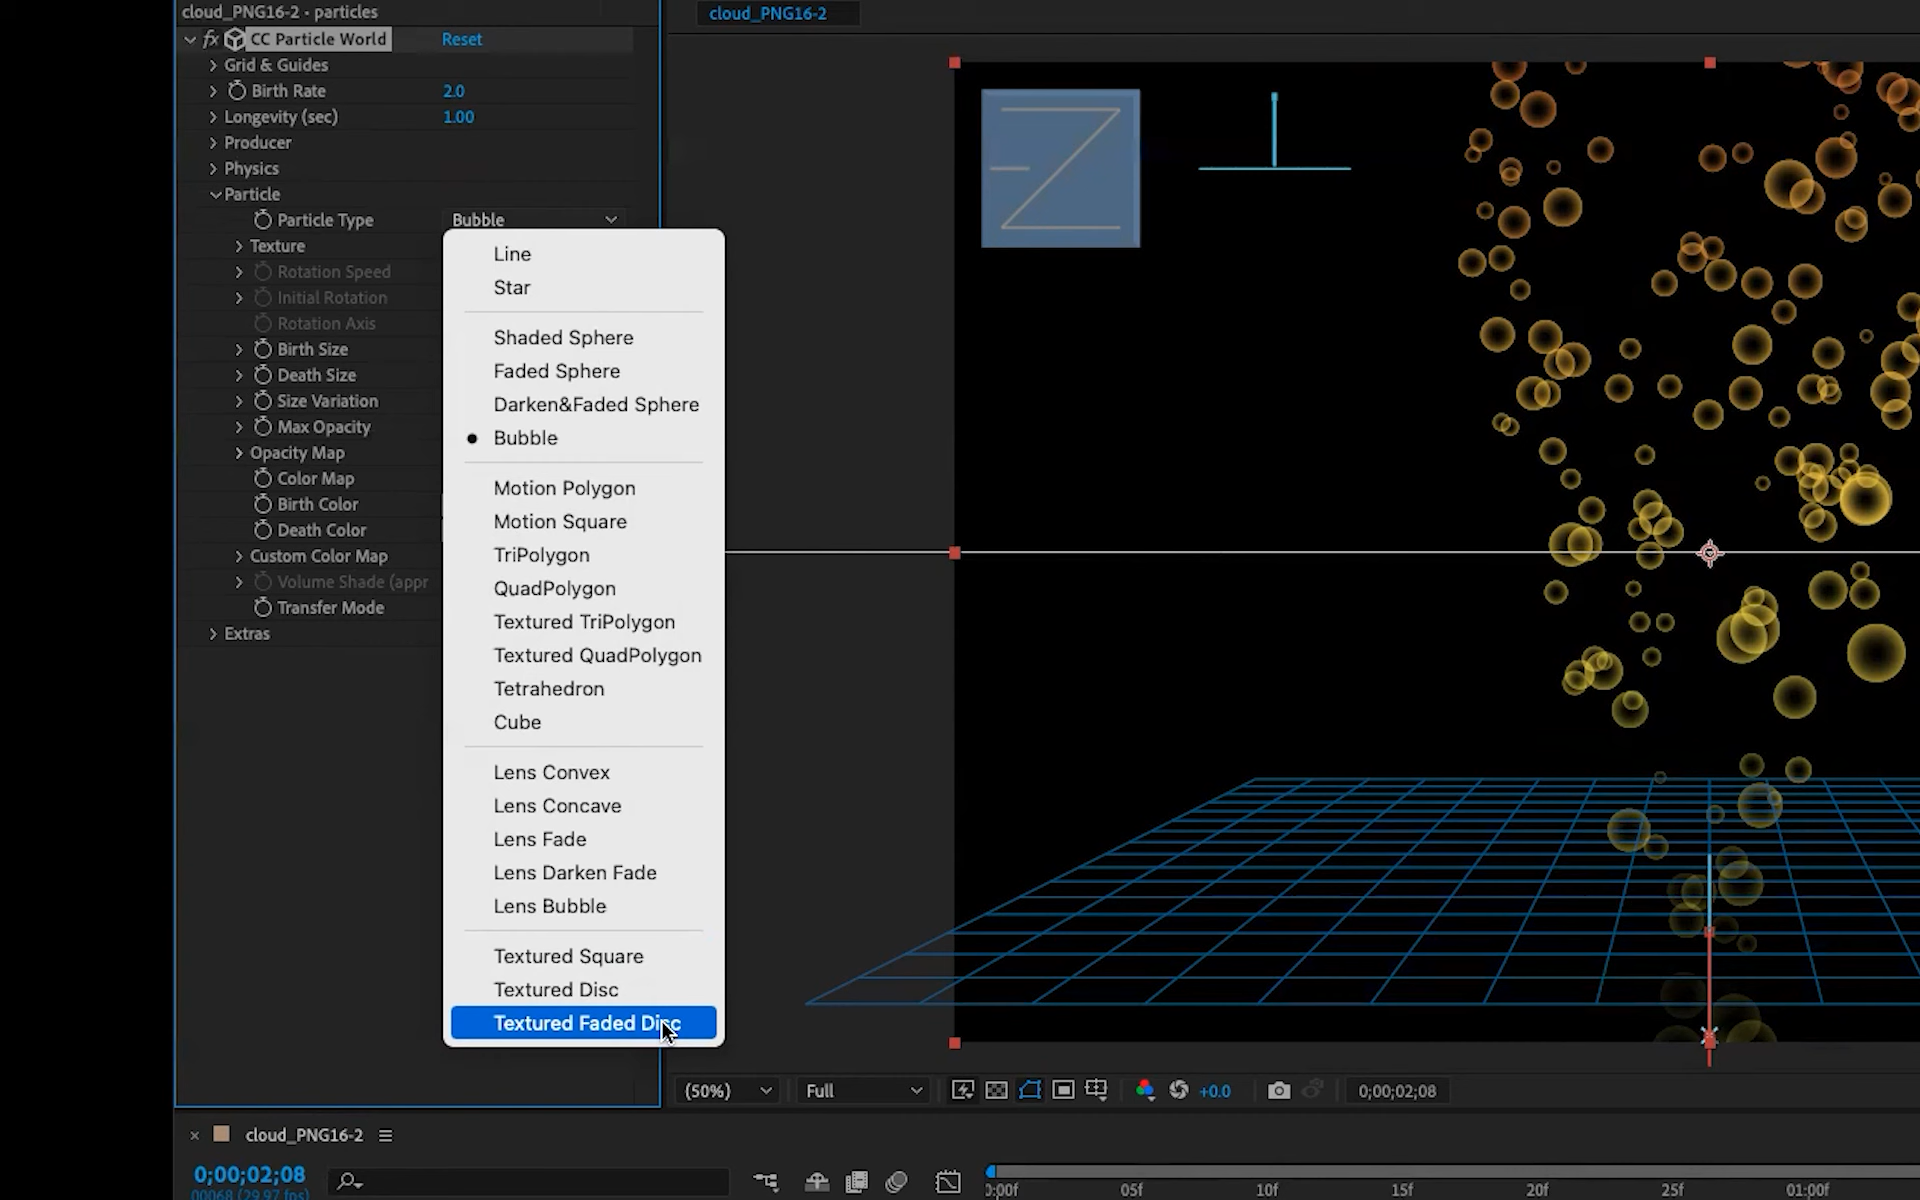 cloud_PNG16-2 • particles
cloud_PNG16-2
fx CC Particle World Reset
Grid & Guides
Birth Rate 2.0
Longevity (sec) 1.00
Producer
Physics
Particle
Particle Type Bubble
Texture
Rotation Speed
Initial Rotation
Rotation Axis
Birth Size
Death Size
Size Variation
Max Opacity
Opacity Map
Color Map
Birth Color
Death Color
Custom Color Map
Volume Shade (appr
Transfer Mode
Extras
Line
Star
Shaded Sphere
Faded Sphere
Darken&Faded Sphere
Bubble
Motion Polygon
Motion Square
TriPolygon
QuadPolygon
Textured TriPolygon
Textured QuadPolygon
Tetrahedron
Cube
Lens Convex
Lens Concave
Lens Fade
Lens Darken Fade
Lens Bubble
Textured Square
Textured Disc
Textured Faded Disc
Z
(50%) Full +0.0 0;00;02;08
cloud_PNG16-2
0;00;02;08
00068 (29.97 fps)
0:00f 05f 10f 15f 20f 25f 01:00f